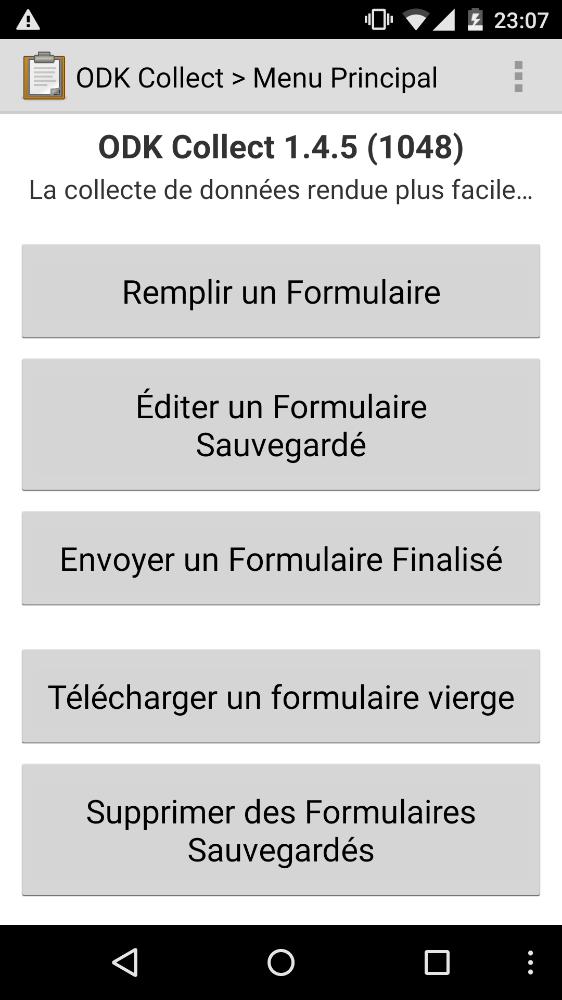 23:07
ODK Collect > Menu Principal
ODK Collect 1.4.5 (1048)
La collecte de données rendue plus facile…
Remplir un Formulaire
Éditer un Formulaire
Sauvegardé
Envoyer un Formulaire Finalisé
Télécharger un formulaire vierge
Supprimer des Formulaires
Sauvegardés